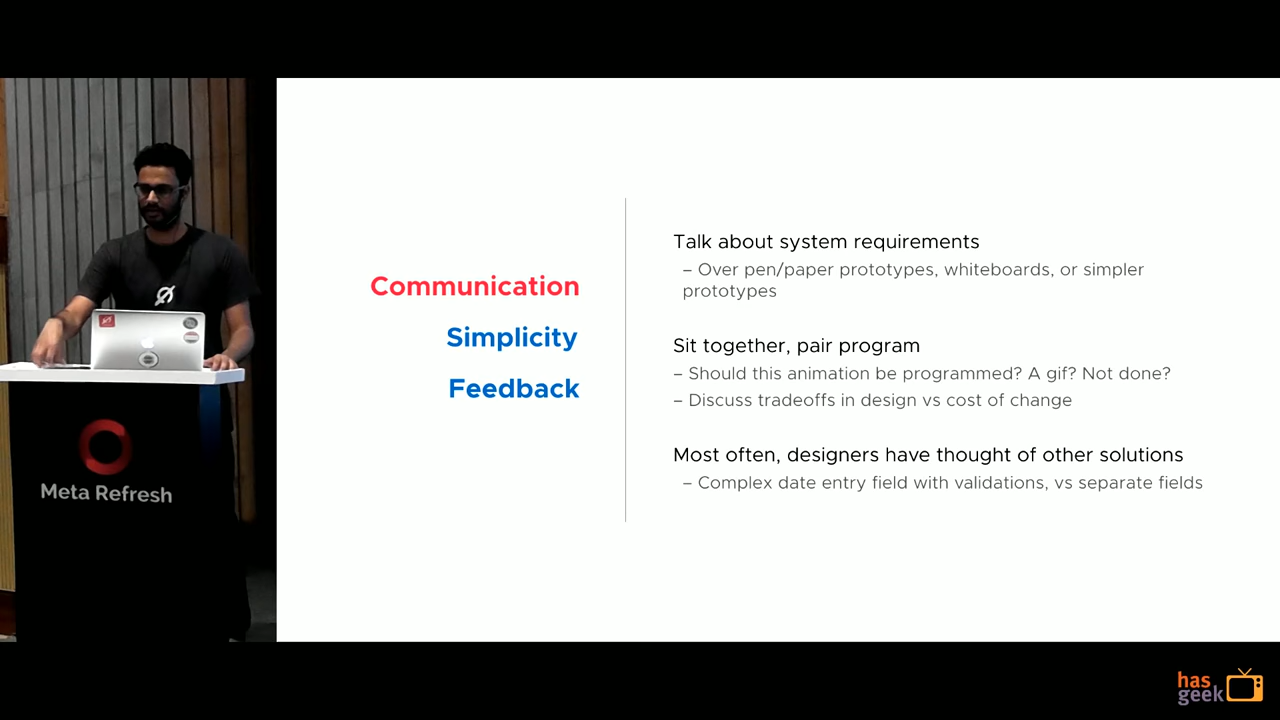 Communication
Simplicity
Feedback
Talk about system requirements
– Over pen/paper prototypes, whiteboards, or simpler
prototypes
Sit together, pair program
– Should this animation be programmed? A gif? Not done?
– Discuss tradeoffs in design vs cost of change
Most often, designers have thought of other solutions
– Complex date entry field with validations, vs separate fields
Meta Refresh
has
geek